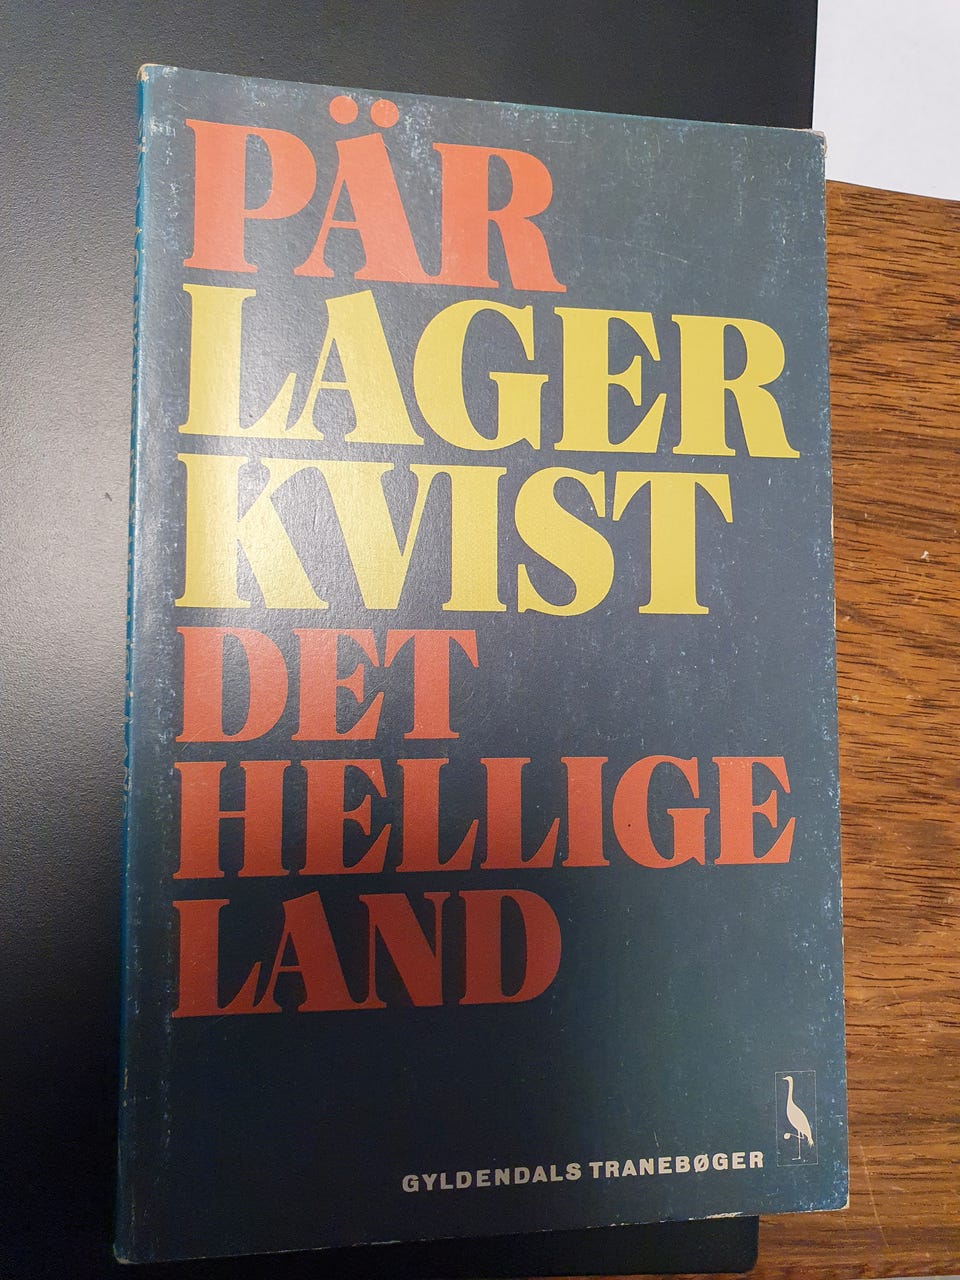 PÄR
LAGER
KVIST
DET
HELLIGE
LAND
GYLDENDALS TRANEBØGER